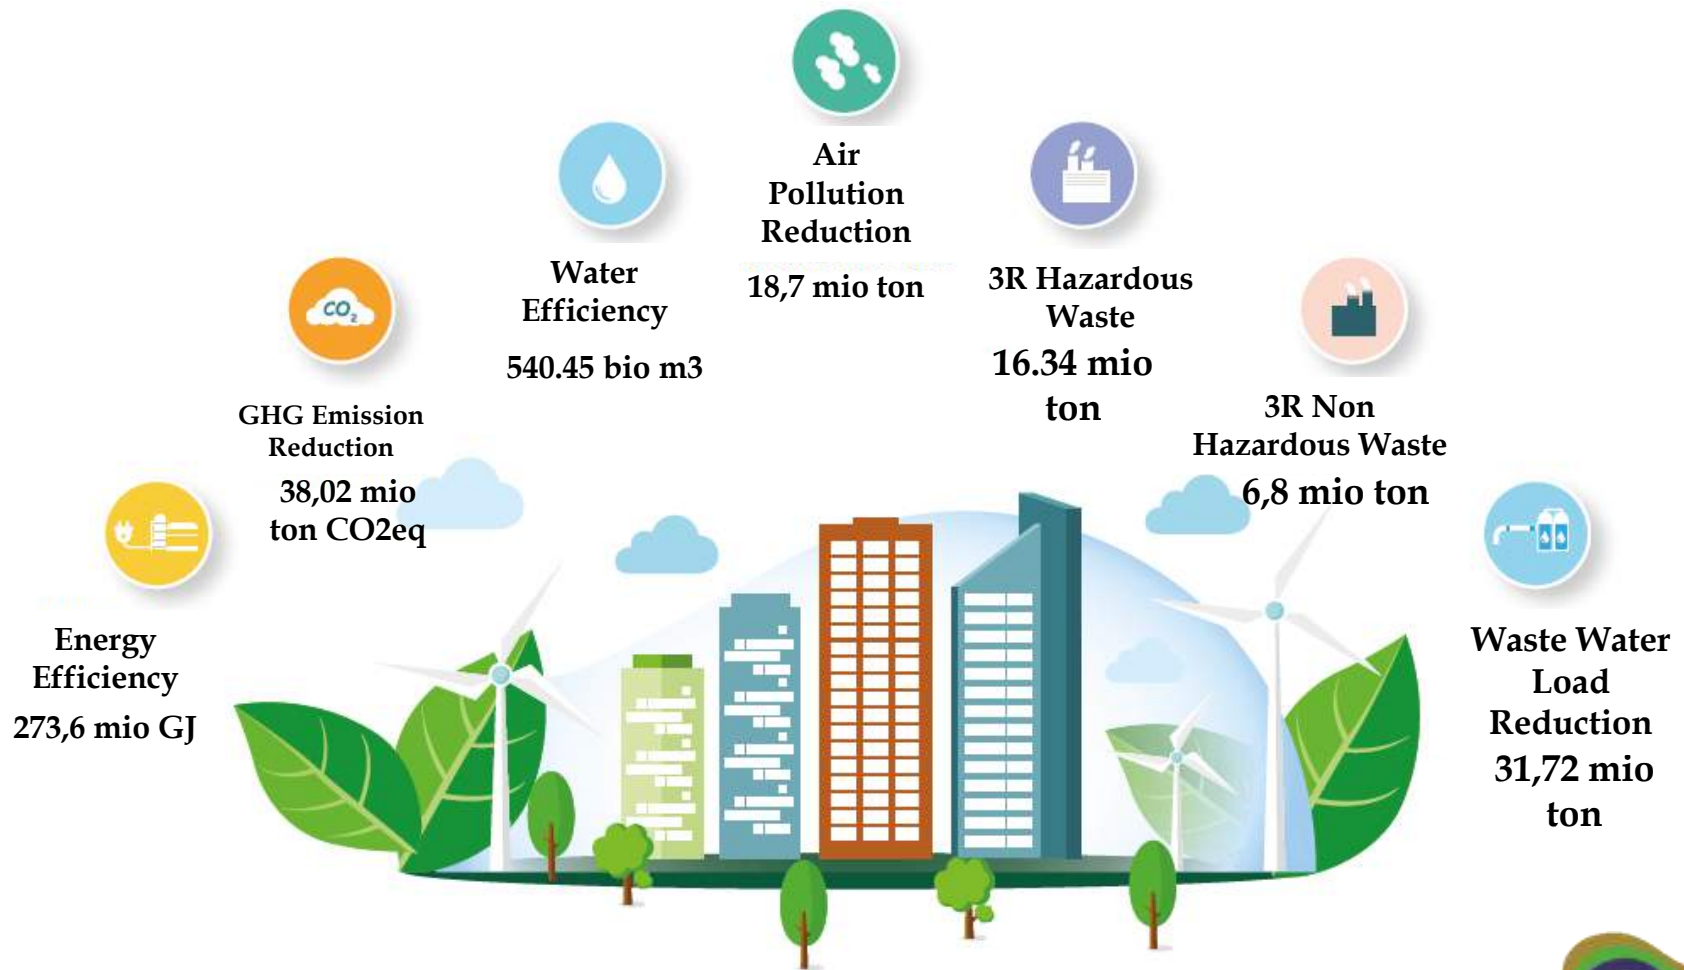 Energy
Efficiency
273,6 mio GJ
GHG Emission
Reduction
38,02 mio
ton CO2eq
CO2
Water
Efficiency
540.45 bio m3
Air
Pollution
Reduction
18,7 mio ton
3R Hazardous
Waste
16.34 mio
ton
3R Non
Hazardous Waste
6,8 mio ton
Waste Water
Load
Reduction
31,72 mio
ton